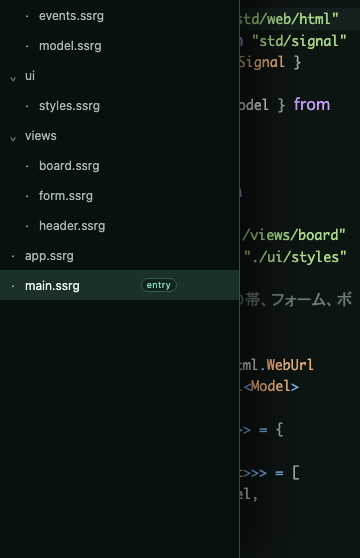 events.ssrg
model.ssrg
ui
styles.ssrg
views
board.ssrg
form.ssrg
header.ssrg
app.ssrg
main.ssrg entry
std/web/html"
"std/signal"
Signal }
odel } from
/views/board"
"./ui/styles"
の帯、フォーム、ボ
tml.WebUrl
<Model>
>> = {
>>> = [
el,